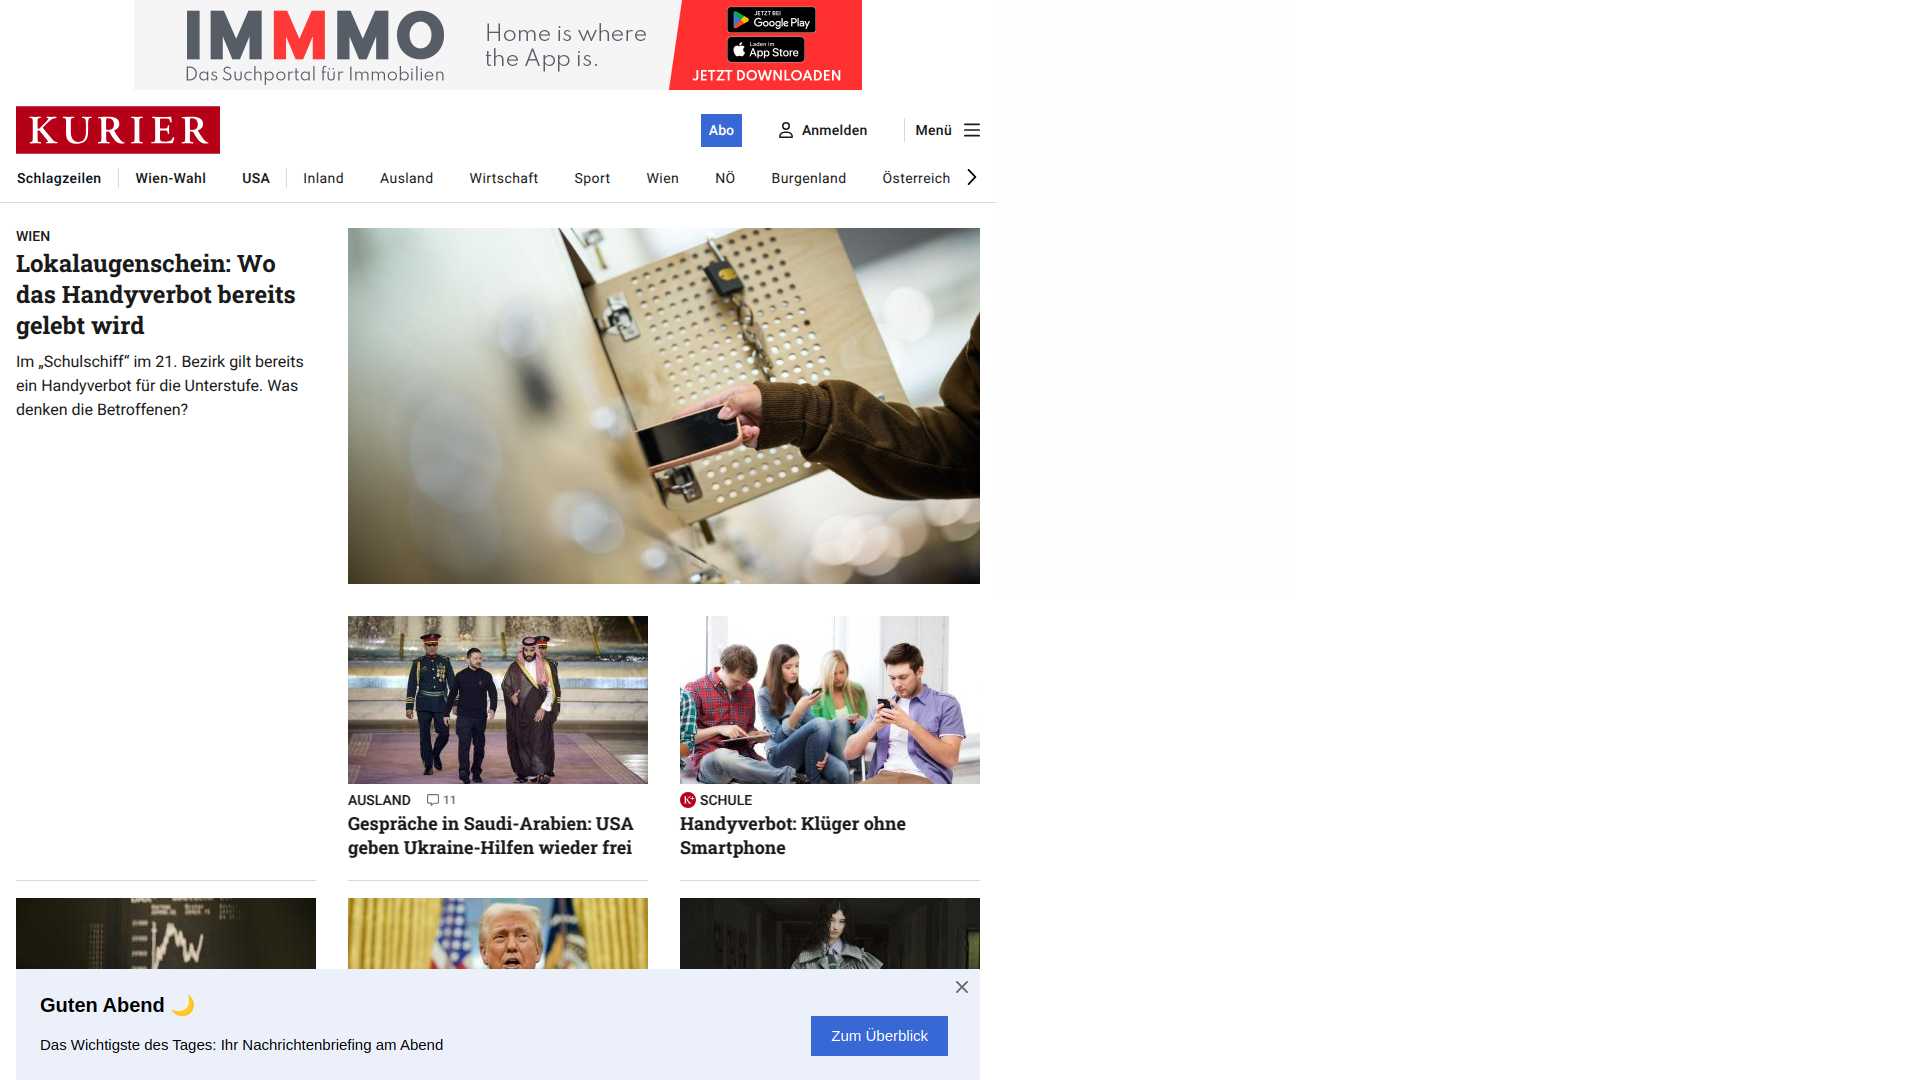 IMMMO
Das Suchportal für Immobilien
Home is where
the App is.
JETZT BEI
Google Play
Laden im
App Store
JETZT DOWNLOADEN
KURIER
Abo
Anmelden
Menü
Schlagzeilen
Wien-Wahl
USA
Inland
Ausland
Wirtschaft
Sport
Wien
NÖ
Burgenland
Österreich
WIEN
Lokalaugenschein: Wo
das Handyverbot bereits
gelebt wird
Im „Schulschiff“ im 21. Bezirk gilt bereits
ein Handyverbot für die Unterstufe. Was
denken die Betroffenen?
AUSLAND
11
Gespräche in Saudi-Arabien: USA
geben Ukraine-Hilfen wieder frei
K+
SCHULE
Handyverbot: Klüger ohne
Smartphone
Guten Abend 🌙
Das Wichtigste des Tages: Ihr Nachrichtenbriefing am Abend
Zum Überblick